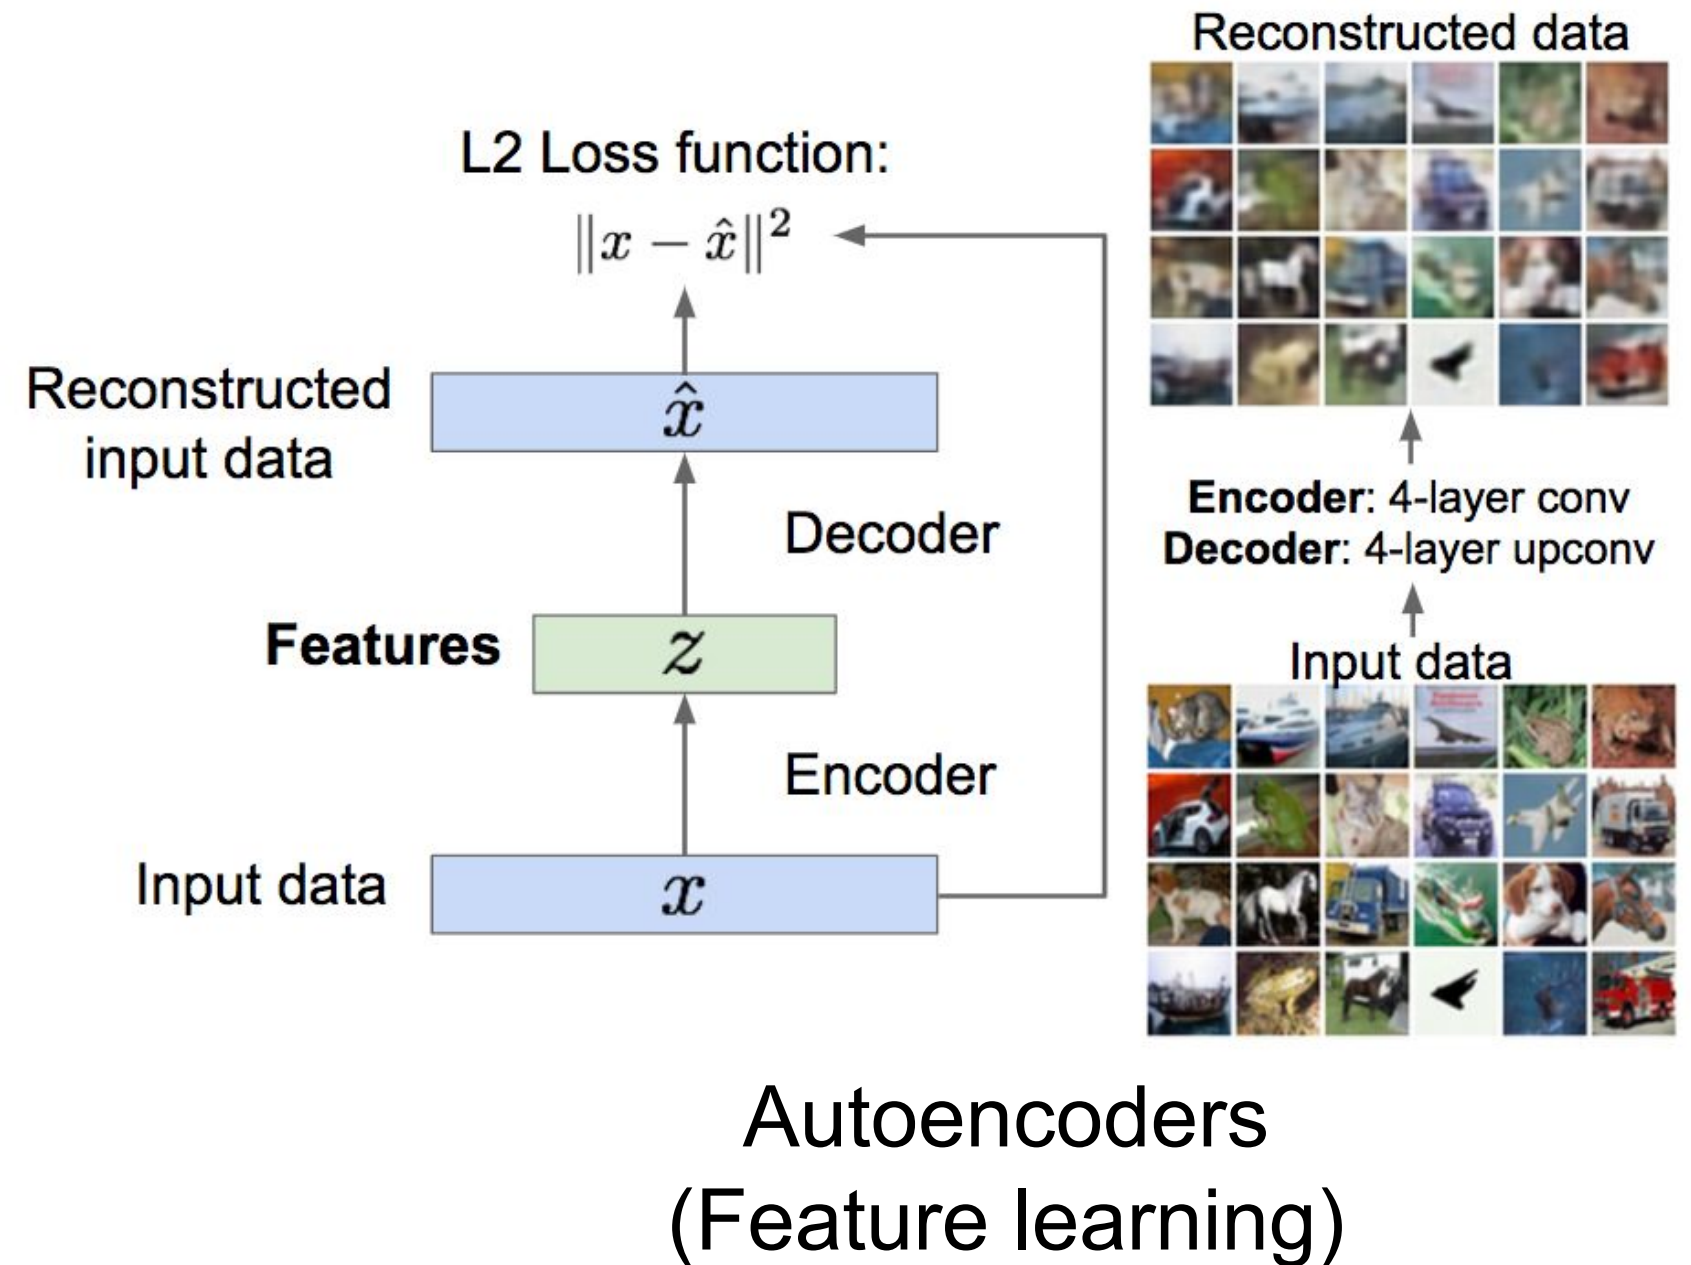 Reconstructed data
L2 Loss function:
‖x − x̂‖²
Reconstructed
input data
x̂
Decoder
Encoder: 4-layer conv
Decoder: 4-layer upconv
Features
z
Input data
Encoder
Input data
x
Autoencoders
(Feature learning)